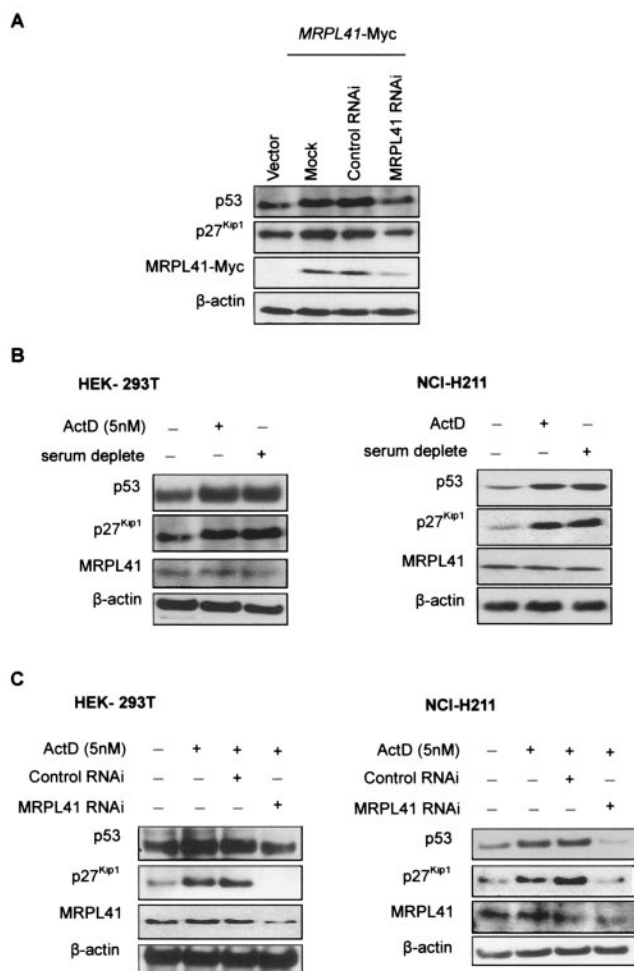 A
MRPL41-Myc
Vector
Mock
Control RNAi
MRPL41 RNAi
p53
p27Kip1
MRPL41-Myc
β-actin
B
HEK- 293T
ActD (5nM) – + –
serum deplete – – +
p53
p27Kip1
MRPL41
β-actin
NCI-H211
ActD – + –
serum deplete – – +
p53
p27Kip1
MRPL41
β-actin
C
HEK- 293T
ActD (5nM) – + + +
Control RNAi – – + –
MRPL41 RNAi – – – +
p53
p27Kip1
MRPL41
β-actin
NCI-H211
ActD (5nM) – + + +
Control RNAi – – + –
MRPL41 RNAi – – – +
p53
p27Kip1
MRPL41
β-actin